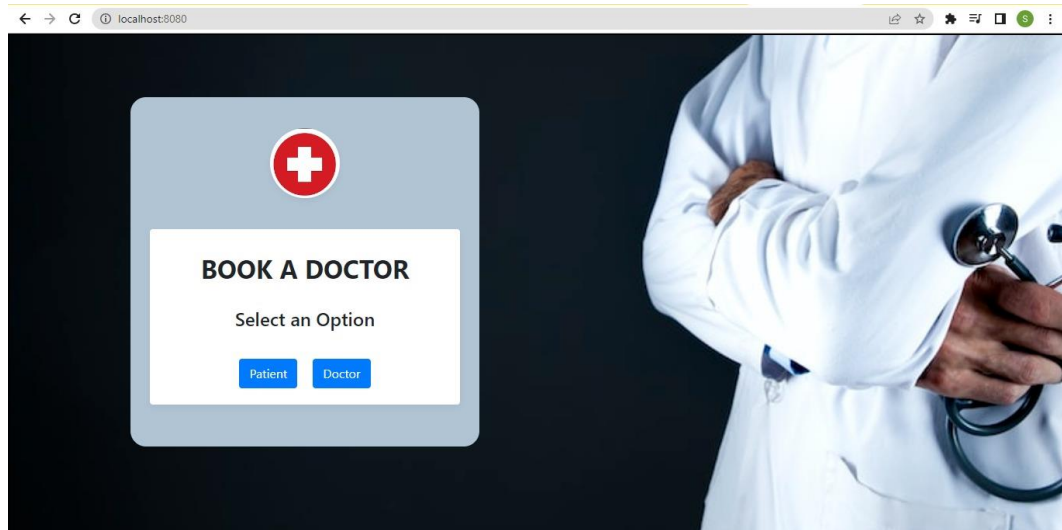 localhost:8080
S
BOOK A DOCTOR
Select an Option
Patient
Doctor